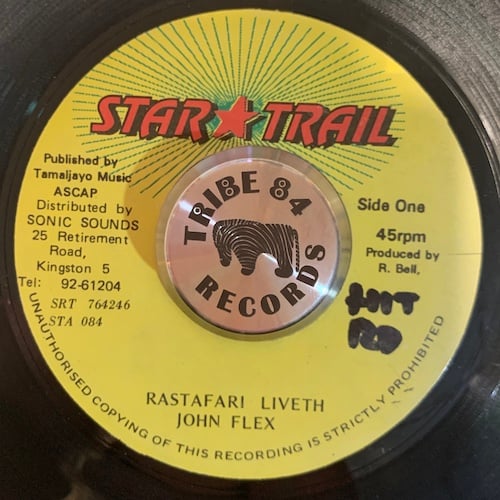 STAR TRAIL
Published by
Tamaljayo Music
ASCAP
Distributed by
SONIC SOUNDS
25 Retirement
Road,
Kingston 5
Tel: 92-61204
SRT 764246
STA 084
TRIBE 84
RECORDS
Side One
45rpm
Produced by
R. Bell,
HIT
RASTAFARI LIVETH
JOHN FLEX
UNAUTHORISED COPYING OF THIS RECORDING IS STRICTLY PROHIBITED